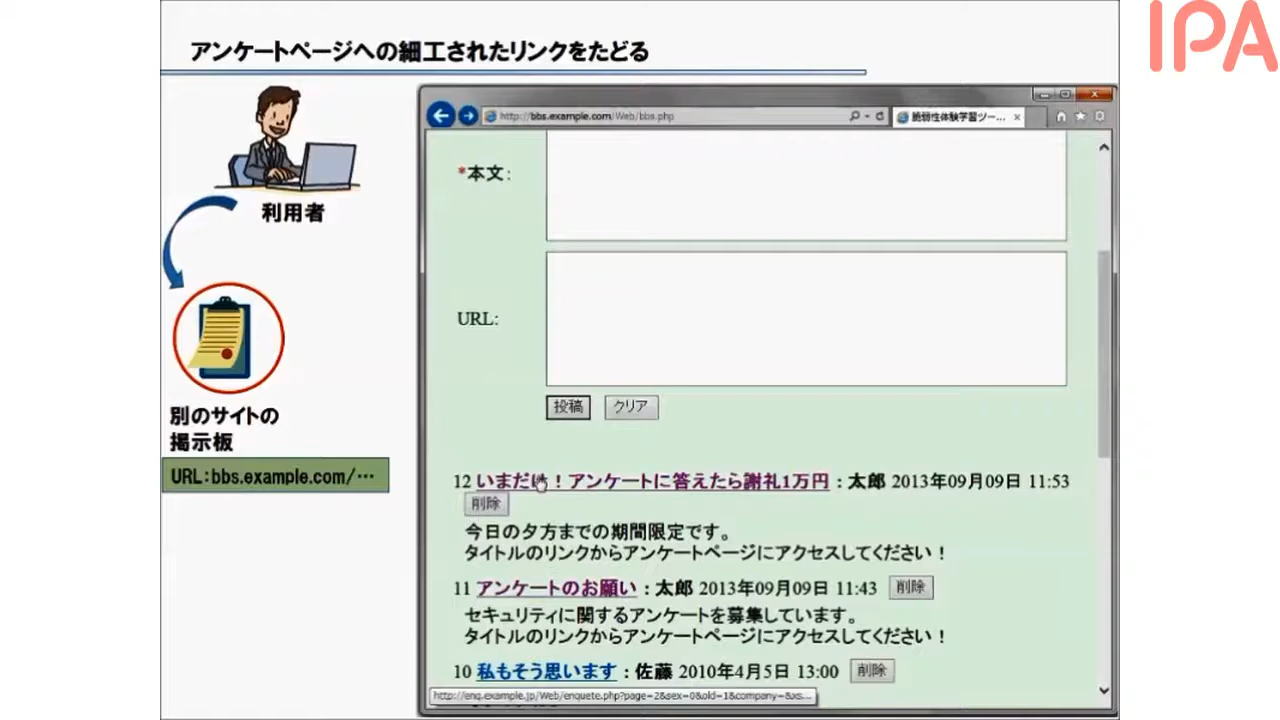 IPA
アンケートページへの細工されたリンクをたどる
利用者
別のサイトの
掲示板
URL:bbs.example.com/…
http://bbs.example.com/Web/bbs.php
脆弱性体験学習ツー...
*本文:
URL:
投稿 クリア
12 いまだけ！アンケートに答えたら謝礼1万円 : 太郎 2013年09月09日 11:53
削除
今日の夕方までの期間限定です。
タイトルのリンクからアンケートページにアクセスしてください！
11 アンケートのお願い : 太郎 2013年09月09日 11:43 削除
セキュリティに関するアンケートを募集しています。
タイトルのリンクからアンケートページにアクセスしてください！
10 私もそう思います : 佐藤 2010年4月5日 13:00 削除
http://enq.example.jp/Web/enquete.php?page=2&sex=0&old=1&company=&xs...